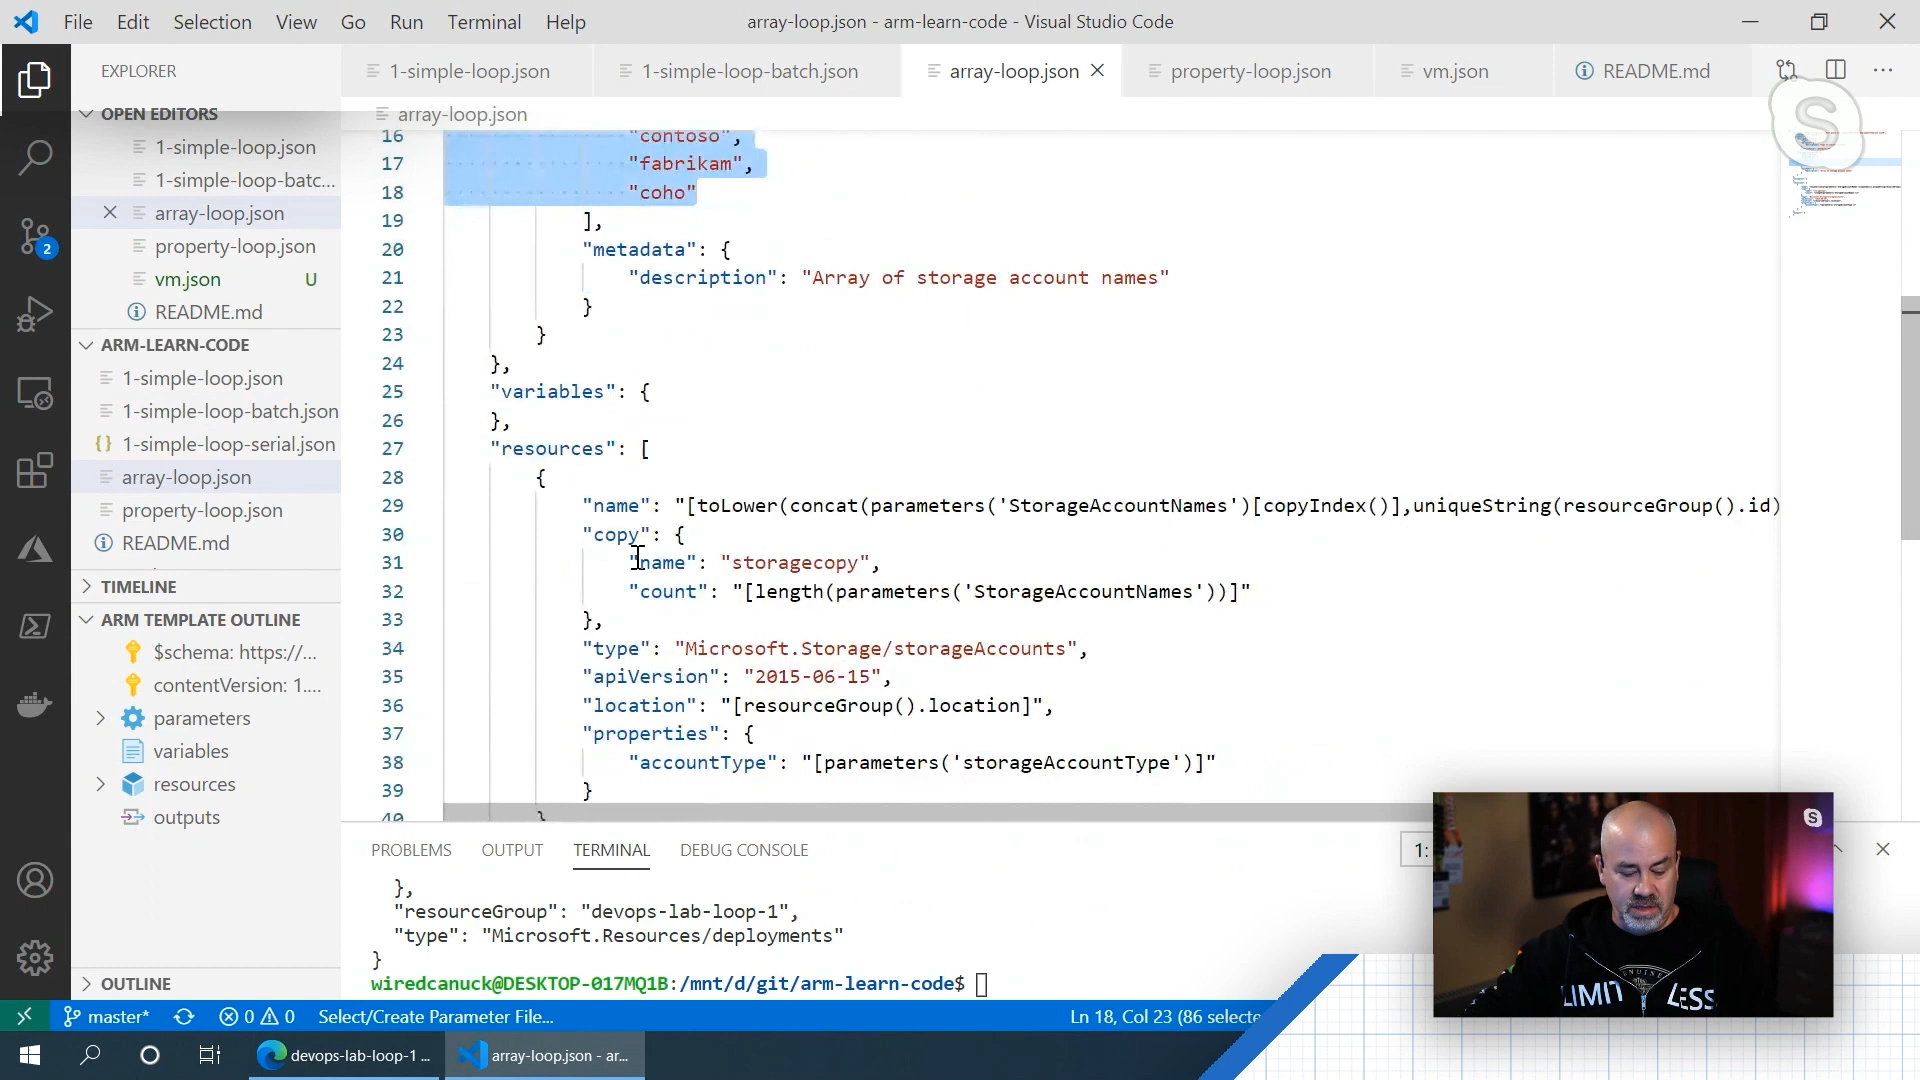 File Edit Selection View Go Run Terminal Help
array-loop.json - arm-learn-code - Visual Studio Code
EXPLORER
1-simple-loop.json
1-simple-loop-batch.json
array-loop.json
property-loop.json
vm.json
README.md
OPEN EDITORS
1-simple-loop.json
1-simple-loop-batc...
array-loop.json
property-loop.json
vm.json U
README.md
2
ARM-LEARN-CODE
1-simple-loop.json
1-simple-loop-batch.json
{} 1-simple-loop-serial.json
array-loop.json
property-loop.json
README.md
TIMELINE
ARM TEMPLATE OUTLINE
$schema: https://...
contentVersion: 1....
parameters
variables
resources
outputs
OUTLINE
array-loop.json
16 "contoso",
17 "fabrikam",
18 "coho"
19 ],
20 "metadata": {
21 "description": "Array of storage account names"
22 }
23 }
24 },
25 "variables": {
26 },
27 "resources": [
28 {
29 "name": "[toLower(concat(parameters('StorageAccountNames')[copyIndex()],uniqueString(resourceGroup().id)
30 "copy": {
31 "name": "storagecopy",
32 "count": "[length(parameters('StorageAccountNames'))]"
33 },
34 "type": "Microsoft.Storage/storageAccounts",
35 "apiVersion": "2015-06-15",
36 "location": "[resourceGroup().location]",
37 "properties": {
38 "accountType": "[parameters('storageAccountType')]"
39 }
40 }
PROBLEMS OUTPUT TERMINAL DEBUG CONSOLE 1:
},
"resourceGroup": "devops-lab-loop-1",
"type": "Microsoft.Resources/deployments"
}
wiredcanuck@DESKTOP-017MQ1B:/mnt/d/git/arm-learn-code$
master* 0 0 Select/Create Parameter File... Ln 18, Col 23 (86 selecte
devops-lab-loop-1 ... array-loop.json - ar...
S
S
GENUINE
LIMIT LESS